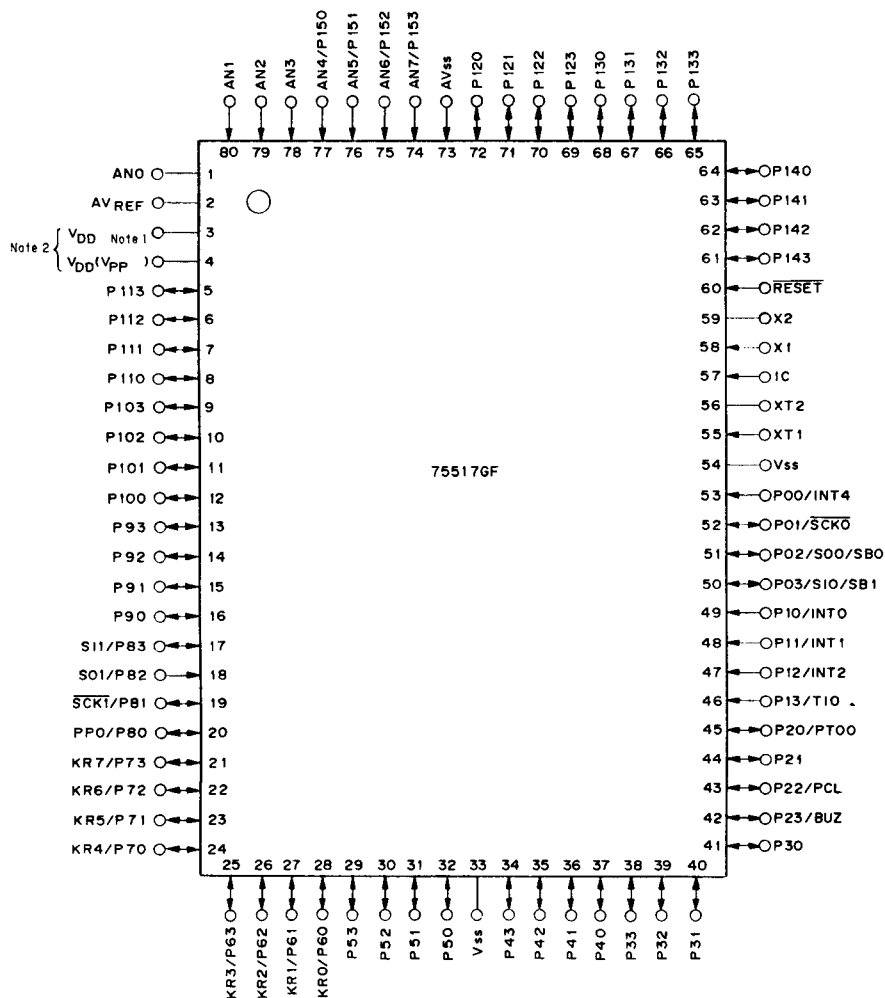 AN1
AN2
AN3
AN4/P150
AN5/P151
AN6/P152
AN7/P153
AVss
P120
P121
P122
P123
P130
P131
P132
P133
80 79 78 77 76 75 74 73 72 71 70 69 68 67 66 65
AN0 1
AVREF 2
Note 2 { VDD Note 1 3
VDD(VPP) 4
P113 5
P112 6
P111 7
P110 8
P103 9
P102 10
P101 11
P100 12
P93 13
P92 14
P91 15
P90 16
SI1/P83 17
SO1/P82 18
SCK1/P81 19
PPO/P80 20
KR7/P73 21
KR6/P72 22
KR5/P71 23
KR4/P70 24
75517GF
64 P140
63 P141
62 P142
61 P143
60 RESET
59 X2
58 X1
57 IC
56 XT2
55 XT1
54 Vss
53 P00/INT4
52 P01/SCK0
51 P02/SO0/SB0
50 P03/SI0/SB1
49 P10/INT0
48 P11/INT1
47 P12/INT2
46 P13/TI0
45 P20/PTO0
44 P21
43 P22/PCL
42 P23/BUZ
41 P30
25 26 27 28 29 30 31 32 33 34 35 36 37 38 39 40
KR3/P63
KR2/P62
KR1/P61
KR0/P60
P53
P52
P51
P50
Vss
P43
P42
P41
P40
P33
P32
P31